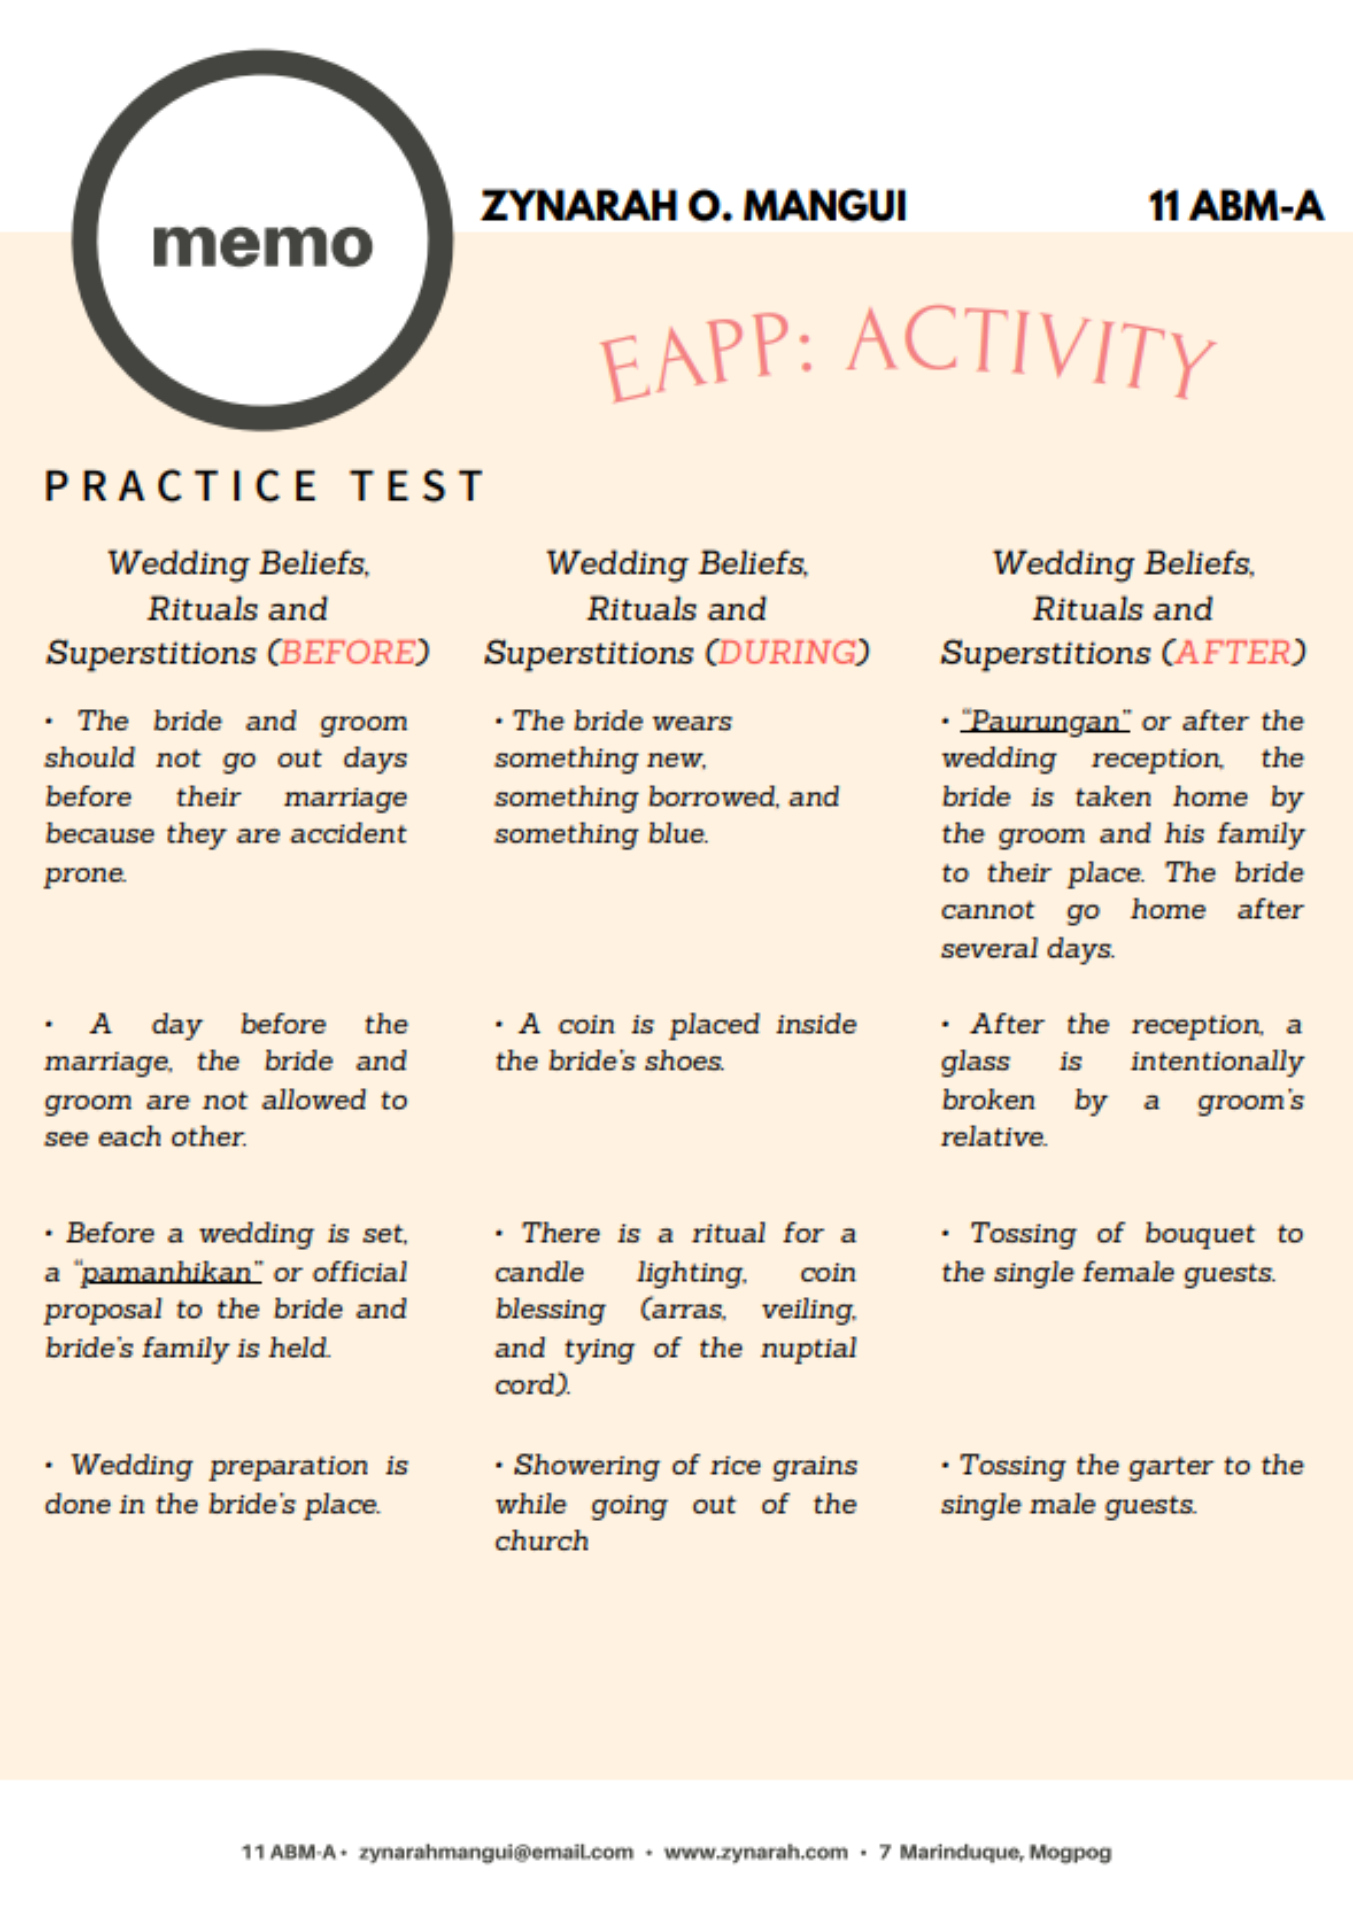 memo
ZYNARAH O. MANGUI
11 ABM-A
EAPP: ACTIVITY
PRACTICE TEST
Wedding Beliefs,
Rituals and
Superstitions (BEFORE)
• The bride and groom
should not go out days
before their marriage
because they are accident
prone.
• A day before the
marriage, the bride and
groom are not allowed to
see each other.
• Before a wedding is set,
a "pamanhikan" or official
proposal to the bride and
bride's family is held.
• Wedding preparation is
done in the bride's place.
Wedding Beliefs,
Rituals and
Superstitions (DURING)
• The bride wears
something new,
something borrowed, and
something blue.
• A coin is placed inside
the bride's shoes.
• There is a ritual for a
candle lighting, coin
blessing (arras, veiling,
and tying of the nuptial
cord).
• Showering of rice grains
while going out of the
church
Wedding Beliefs,
Rituals and
Superstitions (AFTER)
• "Paurungan" or after the
wedding reception, the
bride is taken home by
the groom and his family
to their place. The bride
cannot go home after
several days.
• After the reception, a
glass is intentionally
broken by a groom's
relative.
• Tossing of bouquet to
the single female guests.
• Tossing the garter to the
single male guests.
11 ABM-A • zynarahmangui@email.com • www.zynarah.com • 7 Marinduque, Mogpog